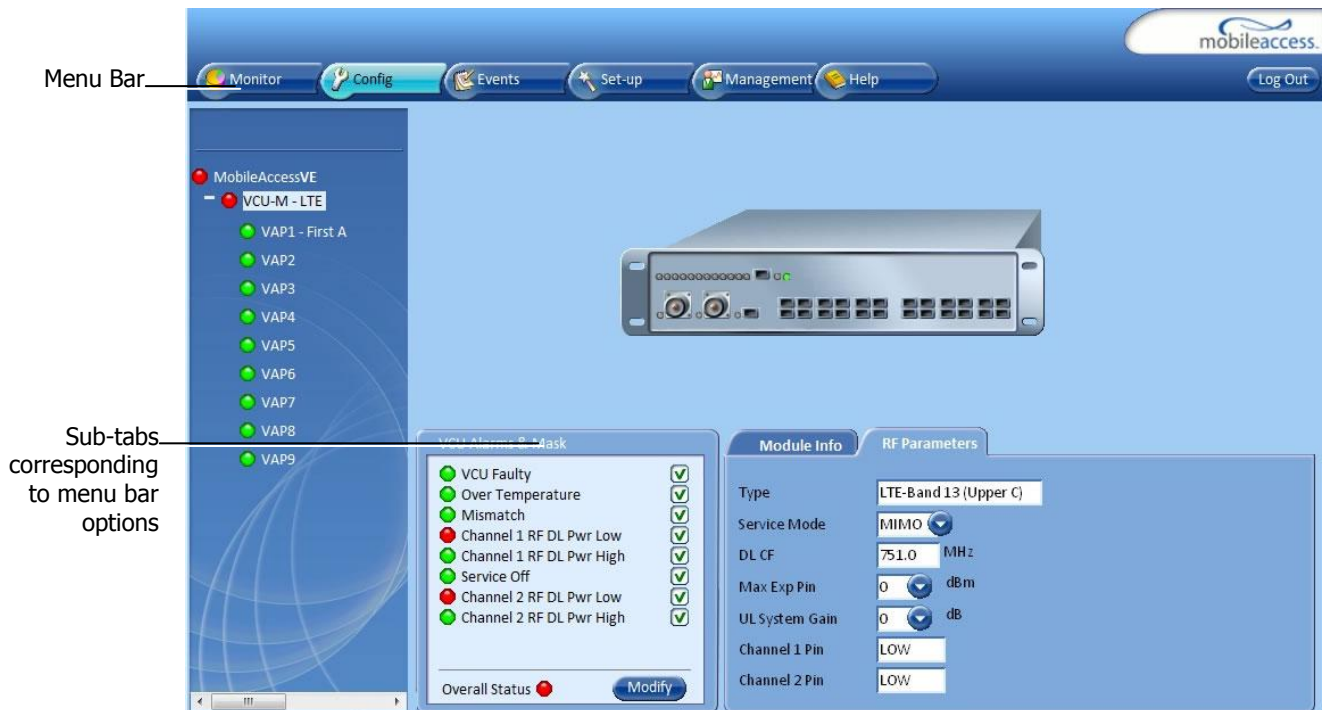 mobileaccess.
Menu Bar
Monitor
Config
Events
Set-up
Management
Help
Log Out
MobileAccessVE
VCU-M - LTE
VAP1 - First A
VAP2
VAP3
VAP4
VAP5
VAP6
VAP7
VAP8
VAP9
Sub-tabs
corresponding
to menu bar
options
VCU Alarms & Mask
VCU Faulty
Over Temperature
Mismatch
Channel 1 RF DL Pwr Low
Channel 1 RF DL Pwr High
Service Off
Channel 2 RF DL Pwr Low
Channel 2 RF DL Pwr High
Overall Status
Modify
Module Info
RF Parameters
Type LTE-Band 13 (Upper C)
Service Mode MIMO
DL CF 751.0 MHz
Max Exp Pin 0 dBm
UL System Gain 0 dB
Channel 1 Pin LOW
Channel 2 Pin LOW